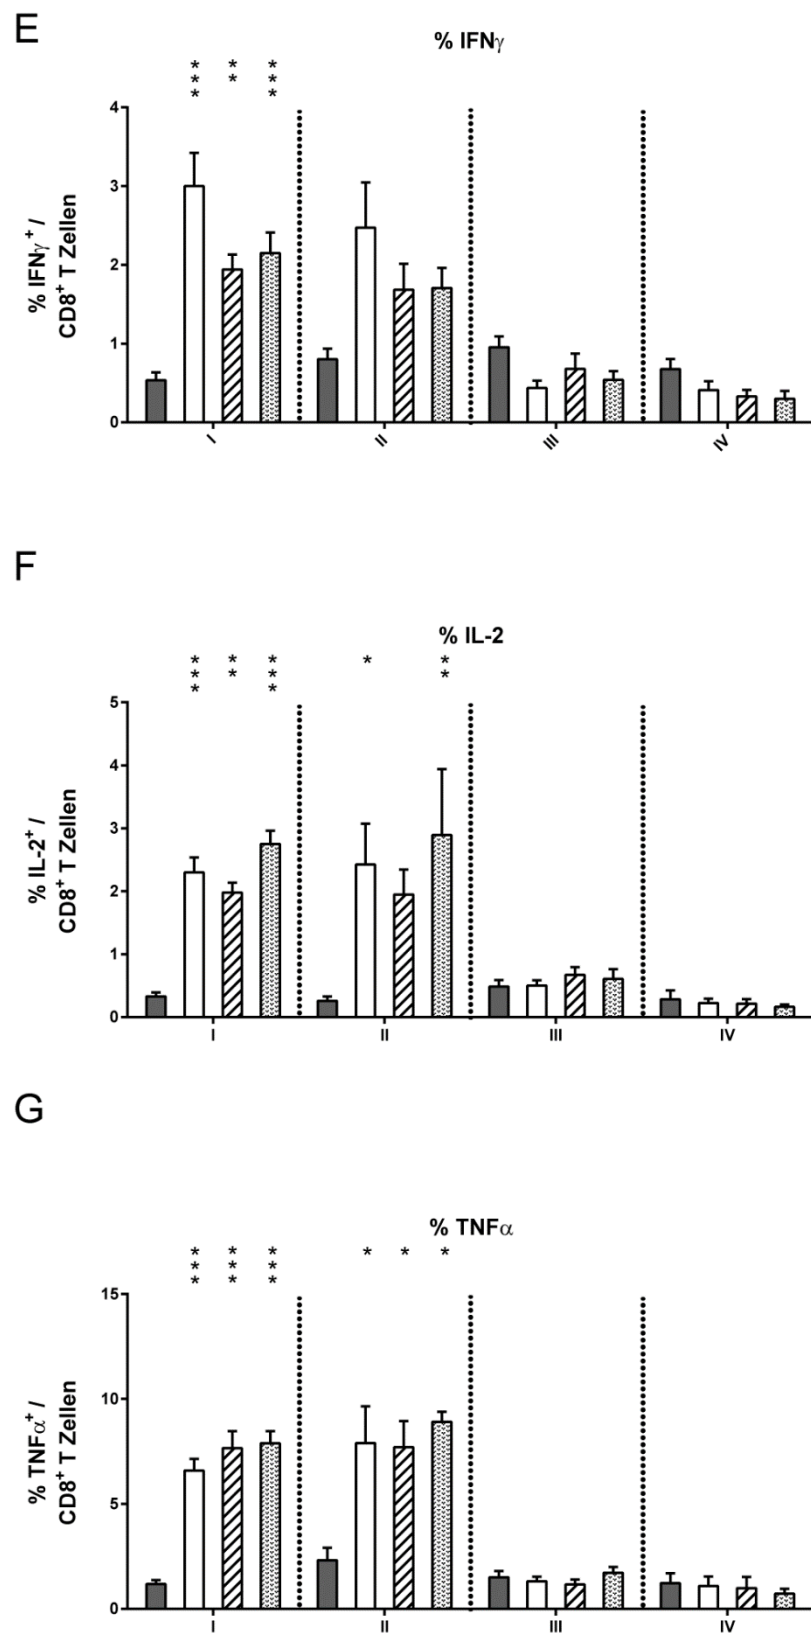 E
% IFNγ
*** ** ***
% IFNγ⁺ /
CD8⁺ T Zellen
4
3
2
1
0
I II III IV
F
% IL-2
*** ** *** * **
% IL-2⁺ /
CD8⁺ T Zellen
5
4
3
2
1
0
I II III IV
G
% TNFα
*** *** *** * * *
% TNFα⁺ /
CD8⁺ T Zellen
15
10
5
0
I II III IV